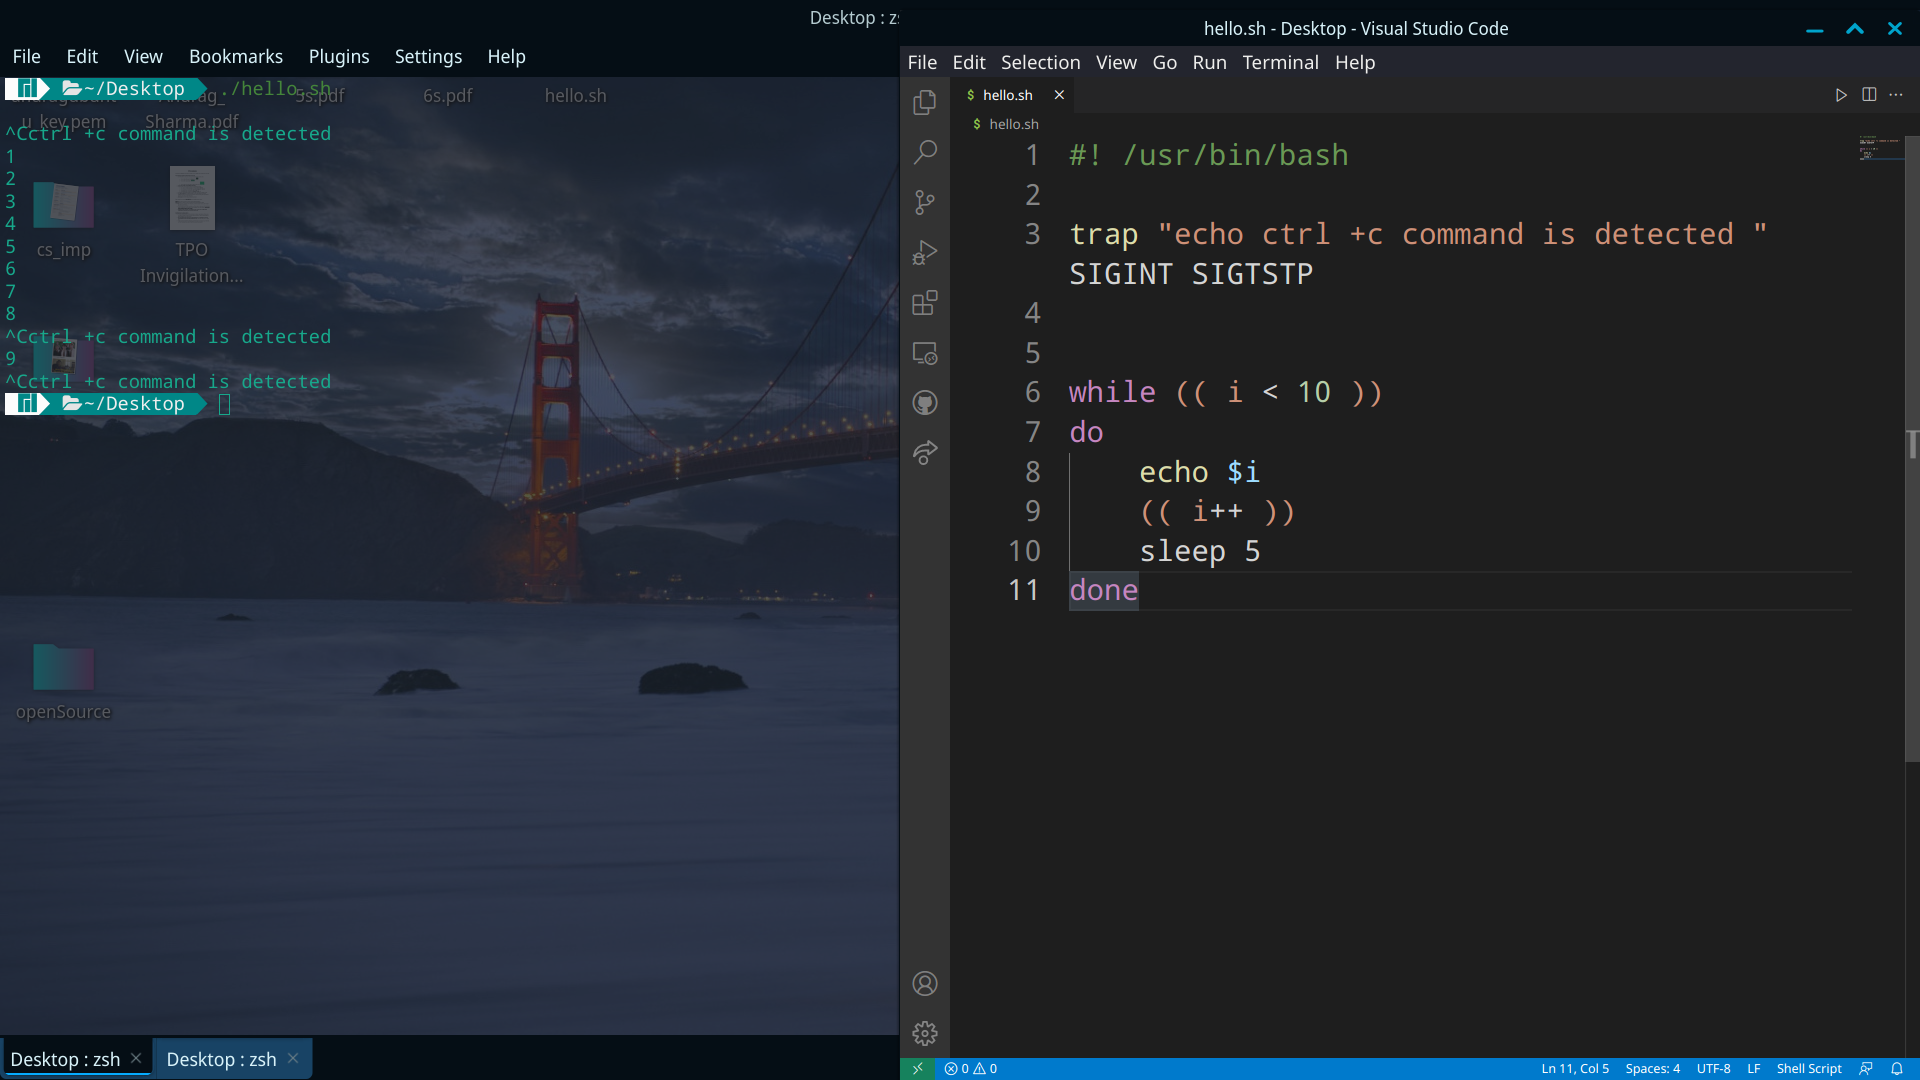 Desktop : zs
File Edit View Bookmarks Plugins Settings Help
~/Desktop ./hello.sh
5s.pdf 6s.pdf hello.sh
u_key.pem Sharma.pdf
^Cctrl +c command is detected
1
2
3
4
5
6
7
8
^Cctrl +c command is detected
9
^Cctrl +c command is detected
~/Desktop
cs_imp
TPO
Invigilation...
openSource
Desktop : zsh
Desktop : zsh
hello.sh - Desktop - Visual Studio Code
File Edit Selection View Go Run Terminal Help
$ hello.sh
$ hello.sh
1 #! /usr/bin/bash
2
3 trap "echo ctrl +c command is detected "
SIGINT SIGTSTP
4
5
6 while (( i < 10 ))
7 do
8 echo $i
9 (( i++ ))
10 sleep 5
11 done
0 0 Ln 11, Col 5 Spaces: 4 UTF-8 LF Shell Script